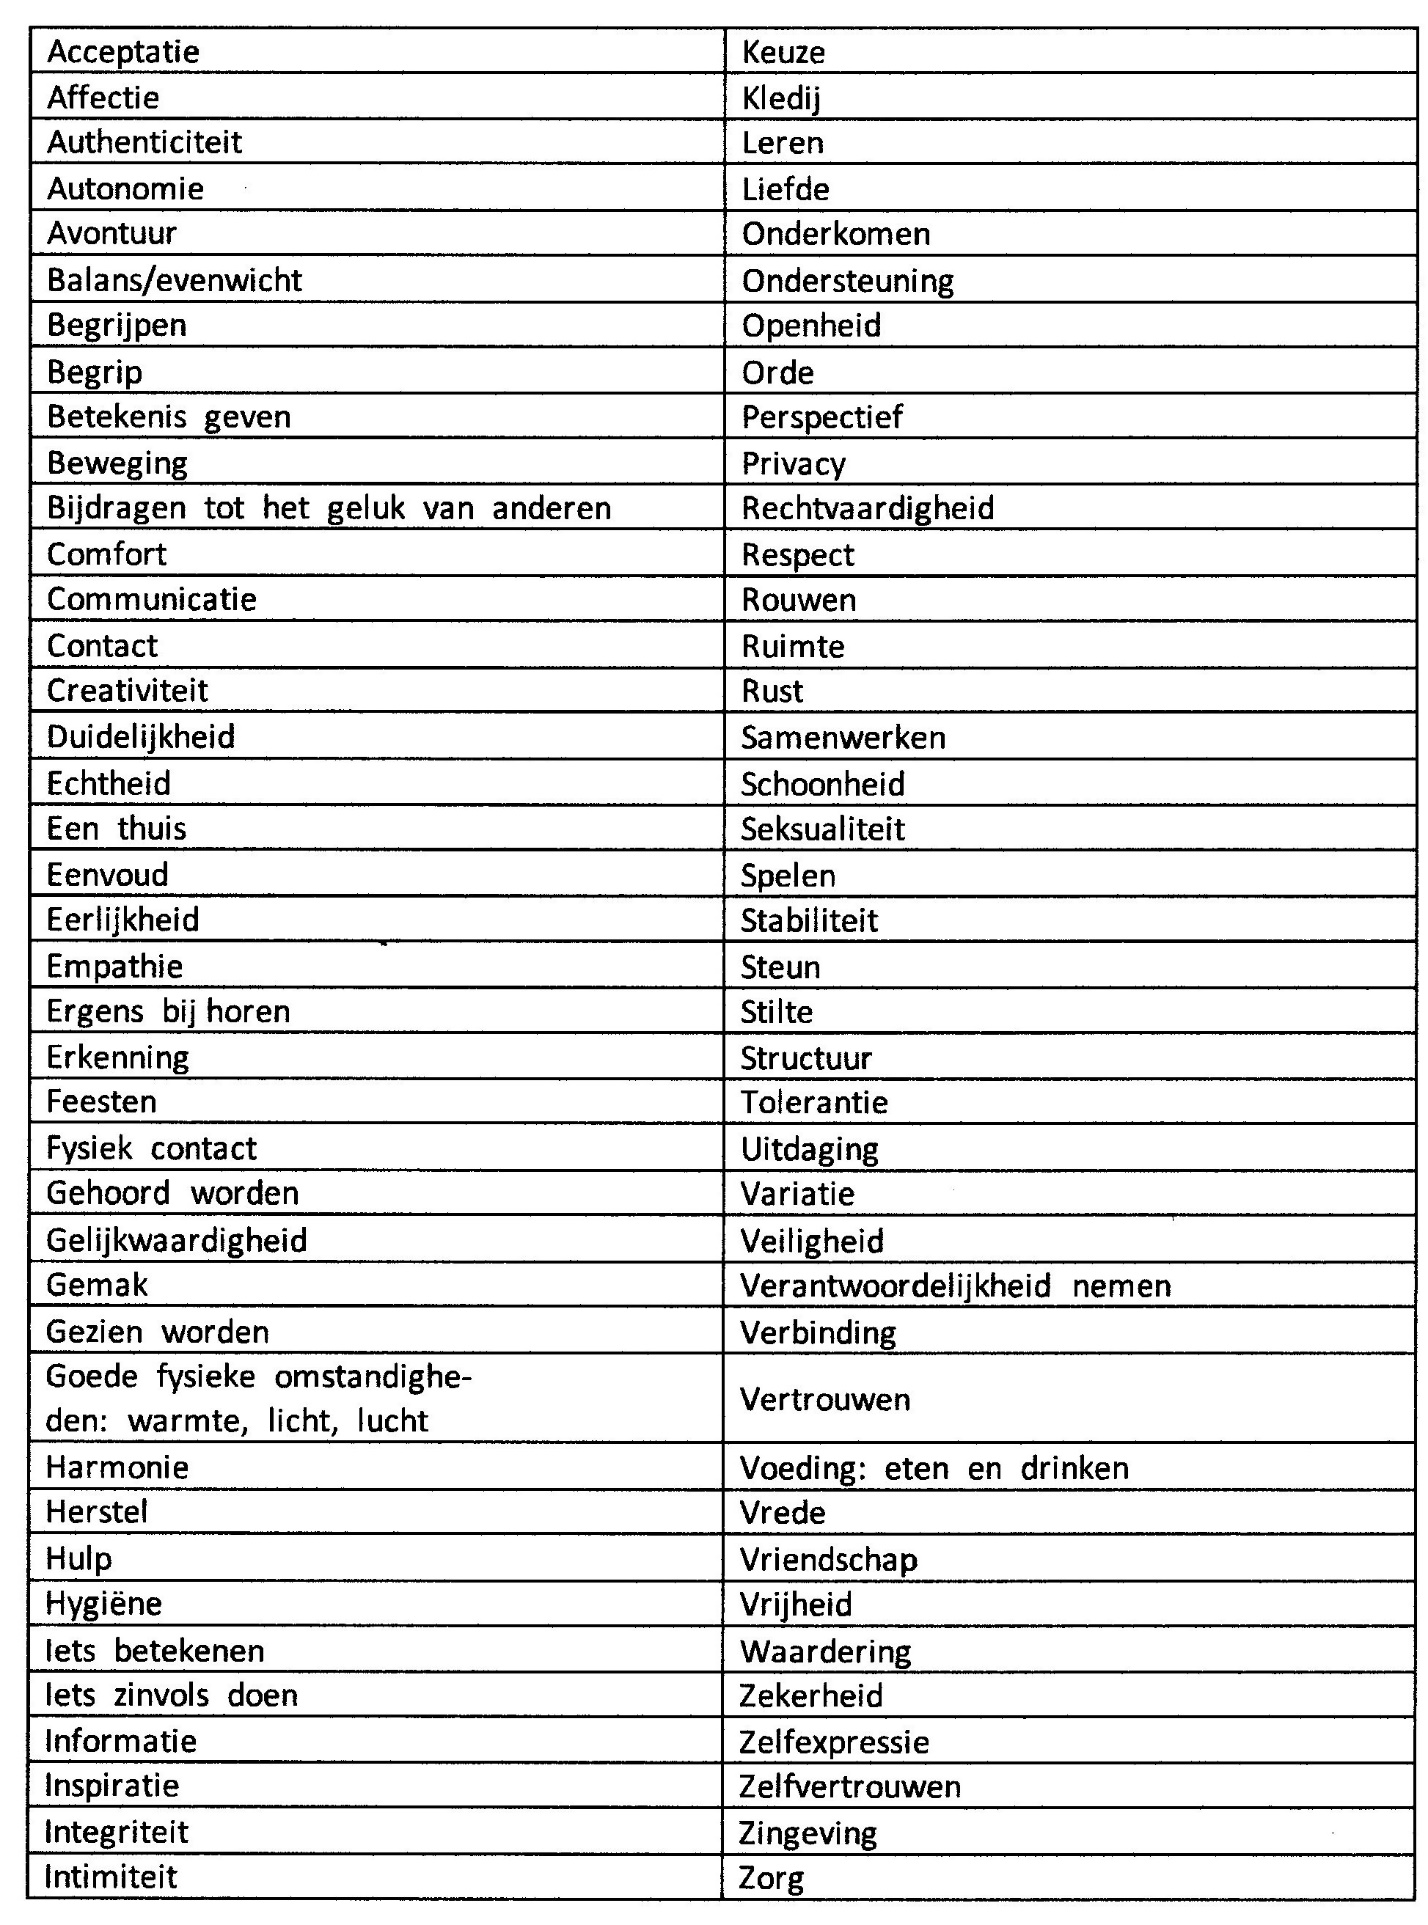 Acceptatie
Keuze
Affectie
Kledij
Authenticiteit
Leren
Autonomie
Liefde
Avontuur
Onderkomen
Balans/evenwicht
Ondersteuning
Begrijpen
Openheid
Begrip
Orde
Betekenis geven
Perspectief
Beweging
Privacy
Bijdragen tot het geluk van anderen
Rechtvaardigheid
Comfort
Respect
Communicatie
Rouwen
Contact
Ruimte
Creativiteit
Rust
Duidelijkheid
Samenwerken
Echtheid
Schoonheid
Een thuis
Seksualiteit
Eenvoud
Spelen
Eerlijkheid
Stabiliteit
Empathie
Steun
Ergens bij horen
Stilte
Erkenning
Structuur
Feesten
Tolerantie
Fysiek contact
Uitdaging
Gehoord worden
Variatie
Gelijkwaardigheid
Veiligheid
Gemak
Verantwoordelijkheid nemen
Gezien worden
Verbinding
Goede fysieke omstandighe-
den: warmte, licht, lucht
Vertrouwen
Harmonie
Voeding: eten en drinken
Herstel
Vrede
Hulp
Vriendschap
Hygiëne
Vrijheid
Iets betekenen
Waardering
Iets zinvols doen
Zekerheid
Informatie
Zelfexpressie
Inspiratie
Zelfvertrouwen
Integriteit
Zingeving
Intimiteit
Zorg